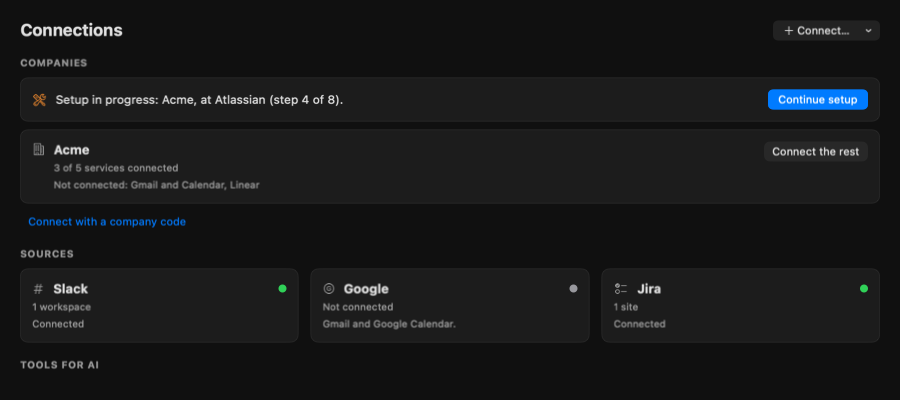 Connections
+ Connect...
COMPANIES
Setup in progress: Acme, at Atlassian (step 4 of 8).
Continue setup
Acme
Connect the rest
3 of 5 services connected
Not connected: Gmail and Calendar, Linear
Connect with a company code
SOURCES
Slack
1 workspace
Connected
Google
Not connected
Gmail and Google Calendar.
Jira
1 site
Connected
TOOLS FOR AI